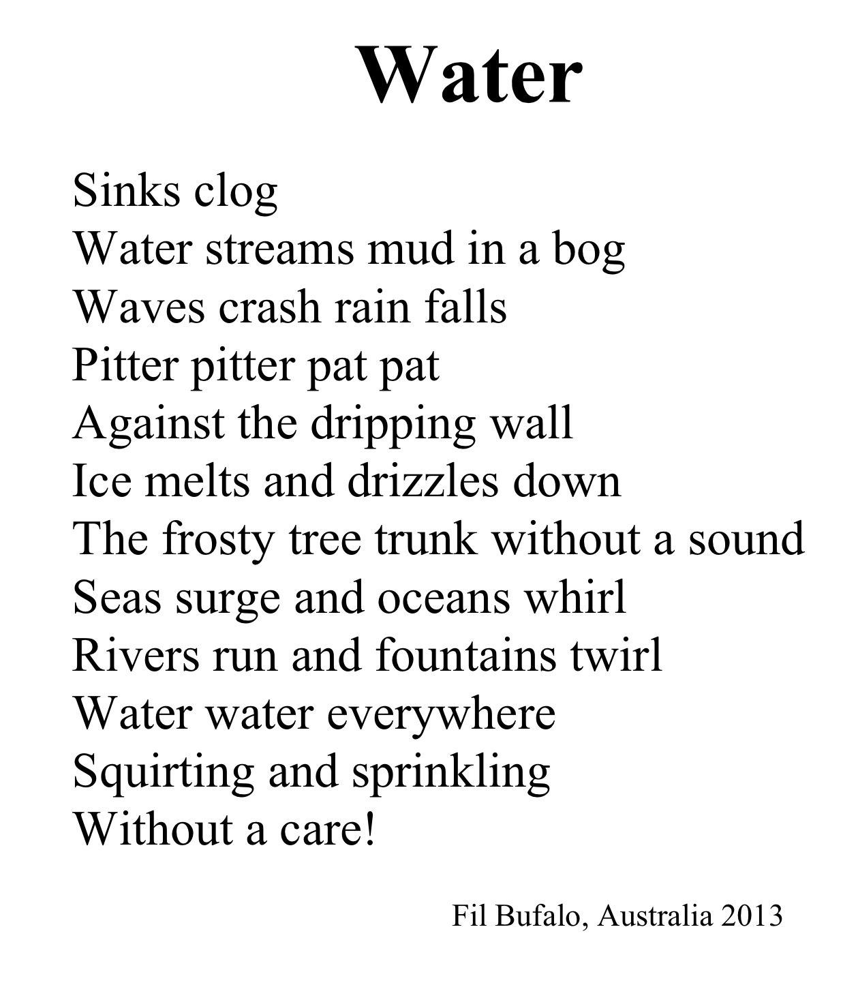 Water
Sinks clog
Water streams mud in a bog
Waves crash rain falls
Pitter pitter pat pat
Against the dripping wall
Ice melts and drizzles down
The frosty tree trunk without a sound
Seas surge and oceans whirl
Rivers run and fountains twirl
Water water everywhere
Squirting and sprinkling
Without a care!
Fil Bufalo, Australia 2013